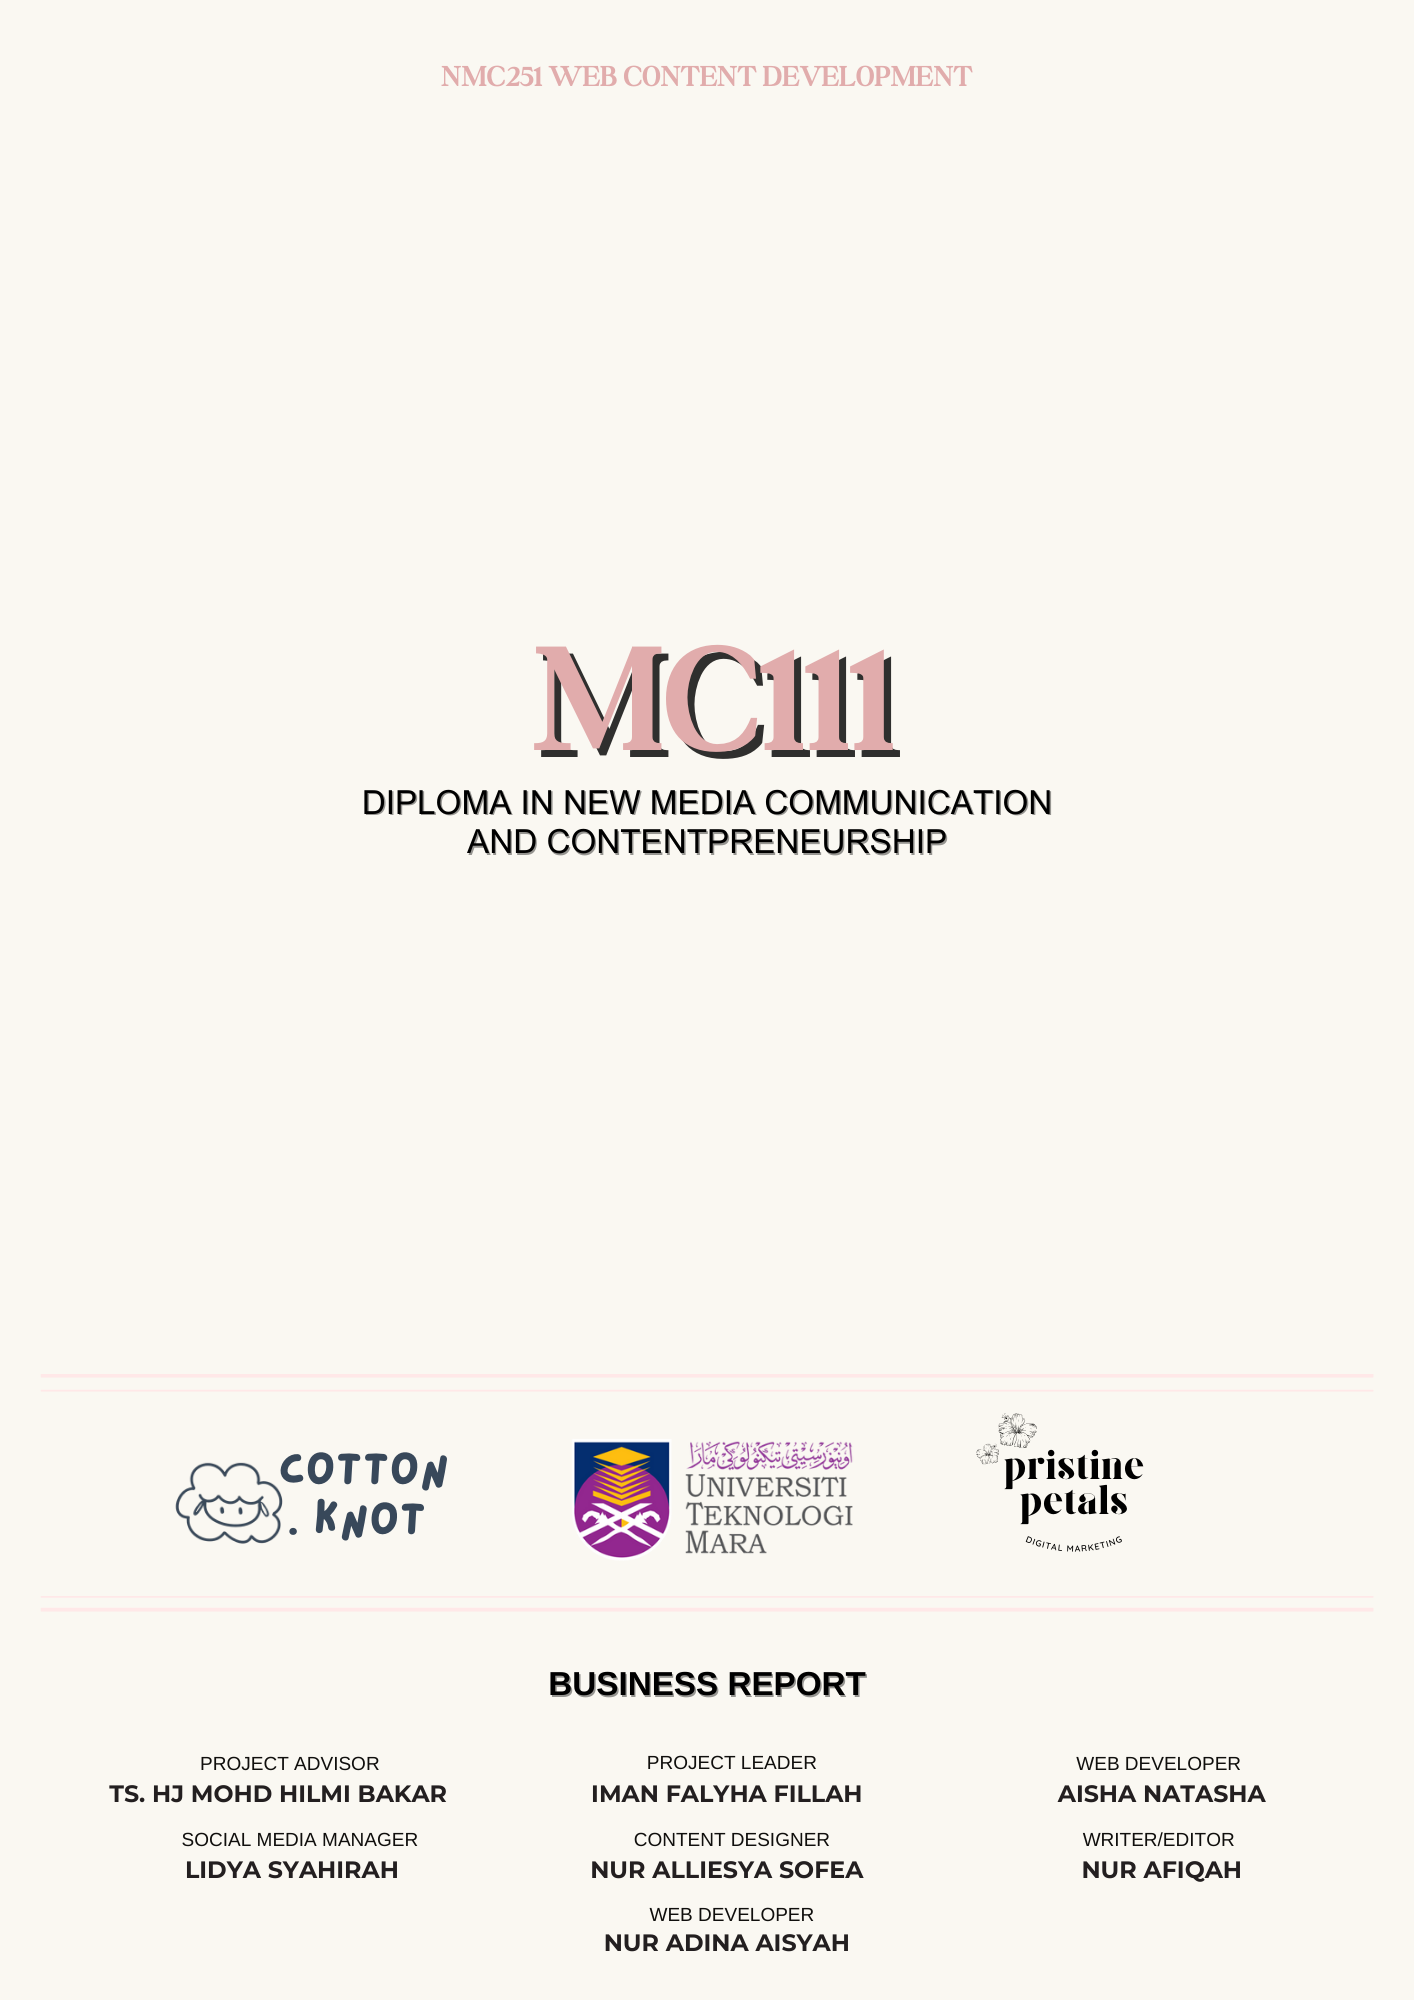 NMC251 WEB CONTENT DEVELOPMENT
MC111
DIPLOMA IN NEW MEDIA COMMUNICATION
AND CONTENTPRENEURSHIP
COTTON
. KNOT
اونيۏرسيتي تيكنولوڬي مارا
UNIVERSITI
TEKNOLOGI
MARA
pristine
petals
DIGITAL MARKETING
BUSINESS REPORT
PROJECT ADVISOR
TS. HJ MOHD HILMI BAKAR
PROJECT LEADER
IMAN FALYHA FILLAH
WEB DEVELOPER
AISHA NATASHA
SOCIAL MEDIA MANAGER
LIDYA SYAHIRAH
CONTENT DESIGNER
NUR ALLIESYA SOFEA
WRITER/EDITOR
NUR AFIQAH
WEB DEVELOPER
NUR ADINA AISYAH